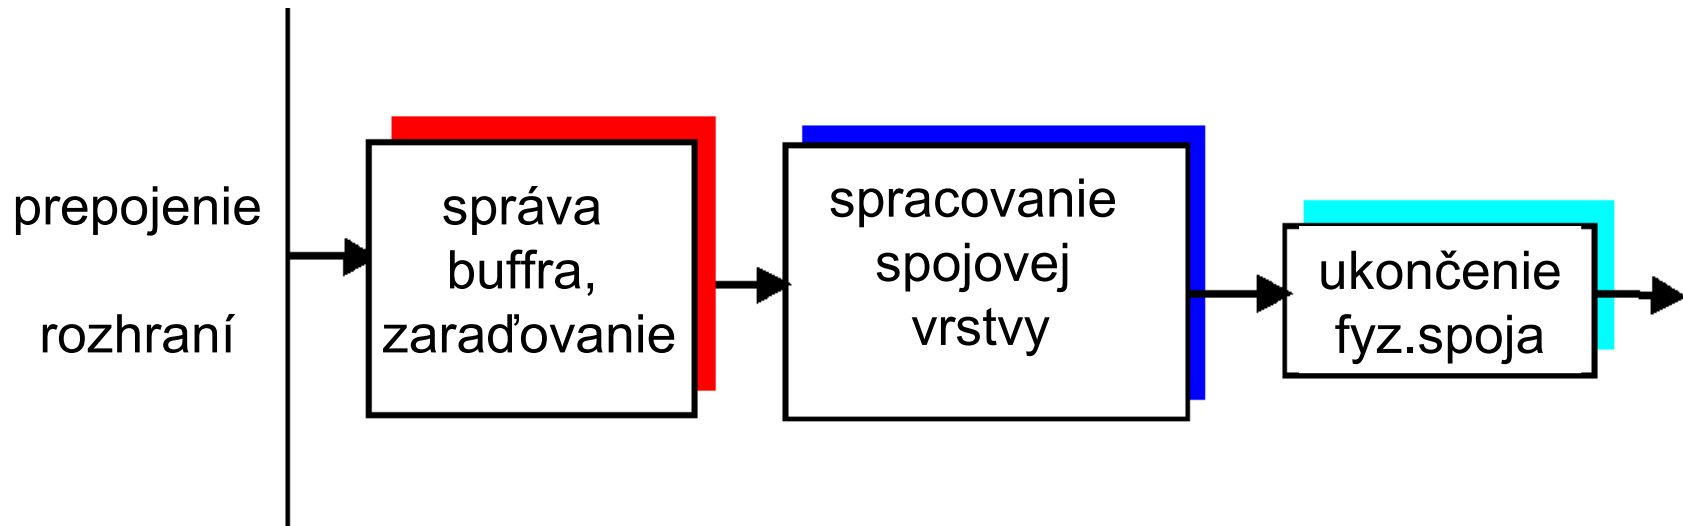 prepojenie
rozhraní
správa
buffra,
zaraďovanie
spracovanie
spojovej
vrstvy
ukončenie
fyz.spoja